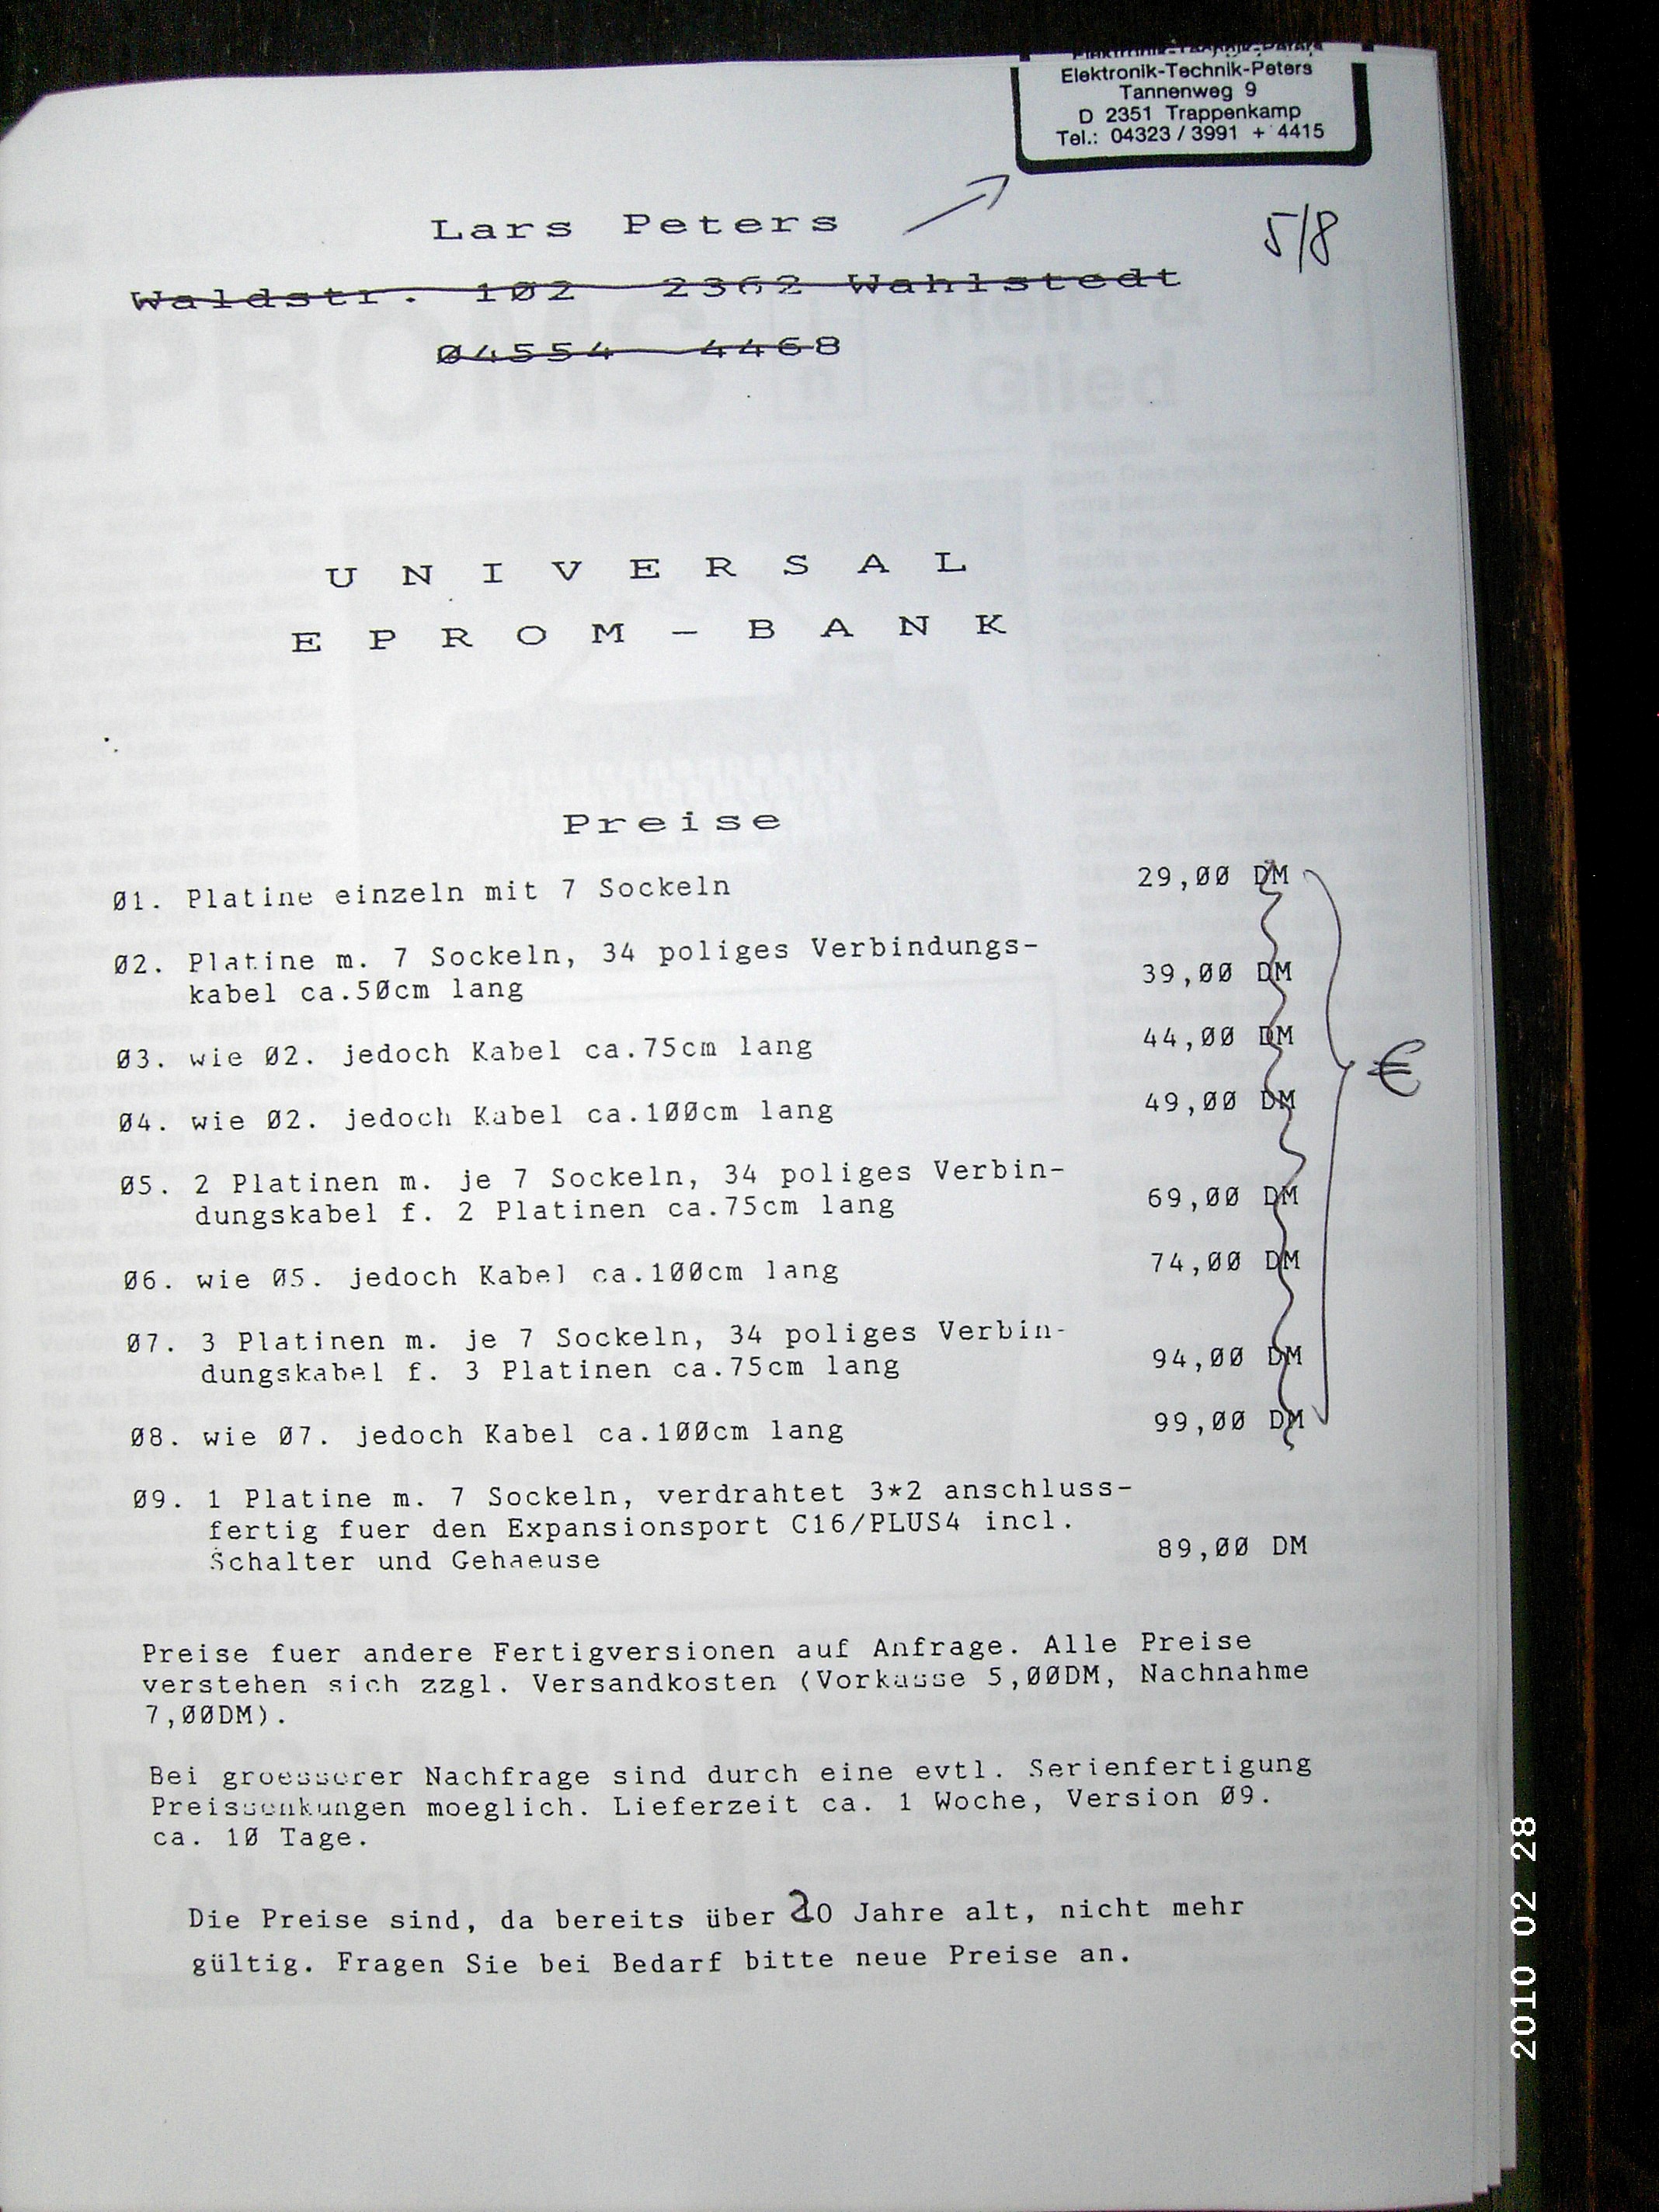 Elektronik-Technik-Peters
Elektronik-Technik-Peters
Tannenweg 9
D 2351 Trappenkamp
Tel.: 04323 / 3991 + 4415
5/8
Lars Peters
Waldstr. 102 2362 Wahlstedt
04554 4468
UNIVERSAL
EPROM-BANK
Preise
01. Platine einzeln mit 7 Sockeln 29,00 DM
02. Platine m. 7 Sockeln, 34 poliges Verbindungs-
kabel ca.50cm lang 39,00 DM
03. wie 02. jedoch Kabel ca.75cm lang 44,00 DM
€
04. wie 02. jedoch Kabel ca.100cm lang 49,00 DM
05. 2 Platinen m. je 7 Sockeln, 34 poliges Verbin-
dungskabel f. 2 Platinen ca.75cm lang 69,00 DM
06. wie 05. jedoch Kabel ca.100cm lang 74,00 DM
07. 3 Platinen m. je 7 Sockeln, 34 poliges Verbin-
dungskabel f. 3 Platinen ca.75cm lang 94,00 DM
08. wie 07. jedoch Kabel ca.100cm lang 99,00 DM
09. 1 Platine m. 7 Sockeln, verdrahtet 3*2 anschluss-
fertig fuer den Expansionsport C16/PLUS4 incl.
Schalter und Gehaeuse 89,00 DM
Preise fuer andere Fertigversionen auf Anfrage. Alle Preise
verstehen sich zzgl. Versandkosten (Vorkasse 5,00DM, Nachnahme
7,00DM).
Bei groesserer Nachfrage sind durch eine evtl. Serienfertigung
Preissenkungen moeglich. Lieferzeit ca. 1 Woche, Version 09.
ca. 10 Tage.
Die Preise sind, da bereits über 20 Jahre alt, nicht mehr
gültig. Fragen Sie bei Bedarf bitte neue Preise an.
2010 02 28